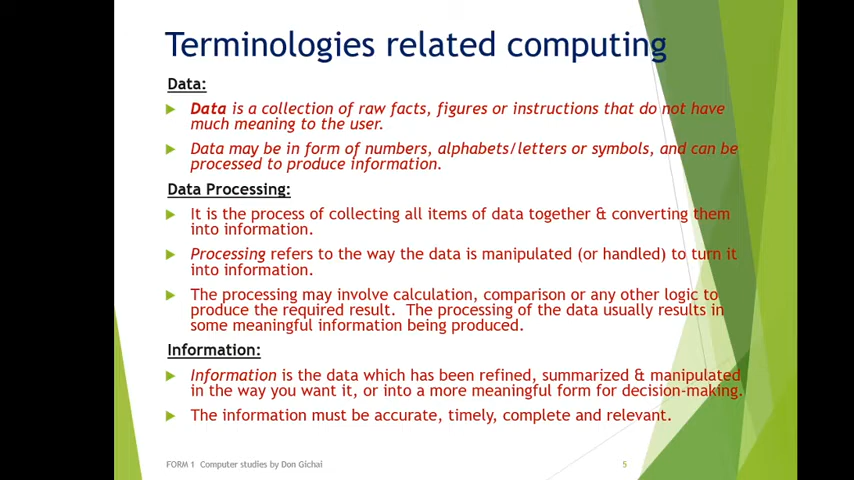 Terminologies related computing
Data:
Data is a collection of raw facts, figures or instructions that do not have
much meaning to the user.
Data may be in form of numbers, alphabets/letters or symbols, and can be
processed to produce information.
Data Processing:
It is the process of collecting all items of data together & converting them
into information.
Processing refers to the way the data is manipulated (or handled) to turn it
into information.
The processing may involve calculation, comparison or any other logic to
produce the required result. The processing of the data usually results in
some meaningful information being produced.
Information:
Information is the data which has been refined, summarized & manipulated
in the way you want it, or into a more meaningful form for decision-making.
The information must be accurate, timely, complete and relevant.
FORM 1 Computer studies by Don Gichai 5